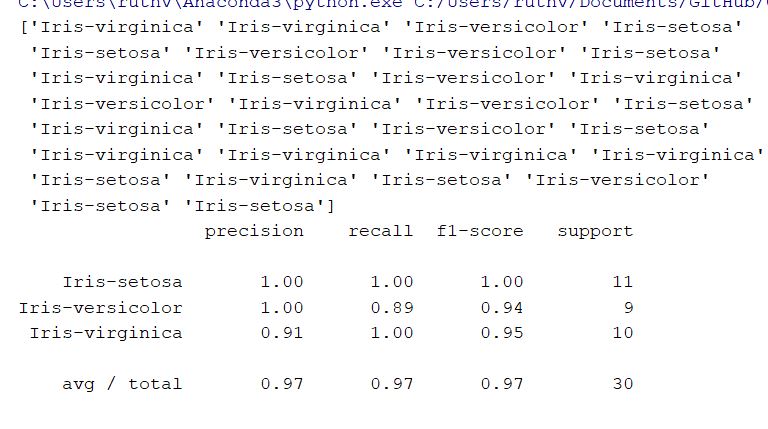 C:\Users\ruthv\Anaconda3\python.exe C:/Users/ruthv/Documents/GitHub/
['Iris-virginica' 'Iris-virginica' 'Iris-versicolor' 'Iris-setosa'
'Iris-setosa' 'Iris-versicolor' 'Iris-versicolor' 'Iris-setosa'
'Iris-virginica' 'Iris-setosa' 'Iris-versicolor' 'Iris-virginica'
'Iris-versicolor' 'Iris-virginica' 'Iris-versicolor' 'Iris-setosa'
'Iris-virginica' 'Iris-setosa' 'Iris-versicolor' 'Iris-setosa'
'Iris-virginica' 'Iris-virginica' 'Iris-virginica' 'Iris-virginica'
'Iris-setosa' 'Iris-virginica' 'Iris-setosa' 'Iris-versicolor'
'Iris-setosa' 'Iris-setosa']
precision recall f1-score support
Iris-setosa 1.00 1.00 1.00 11
Iris-versicolor 1.00 0.89 0.94 9
Iris-virginica 0.91 1.00 0.95 10
avg / total 0.97 0.97 0.97 30